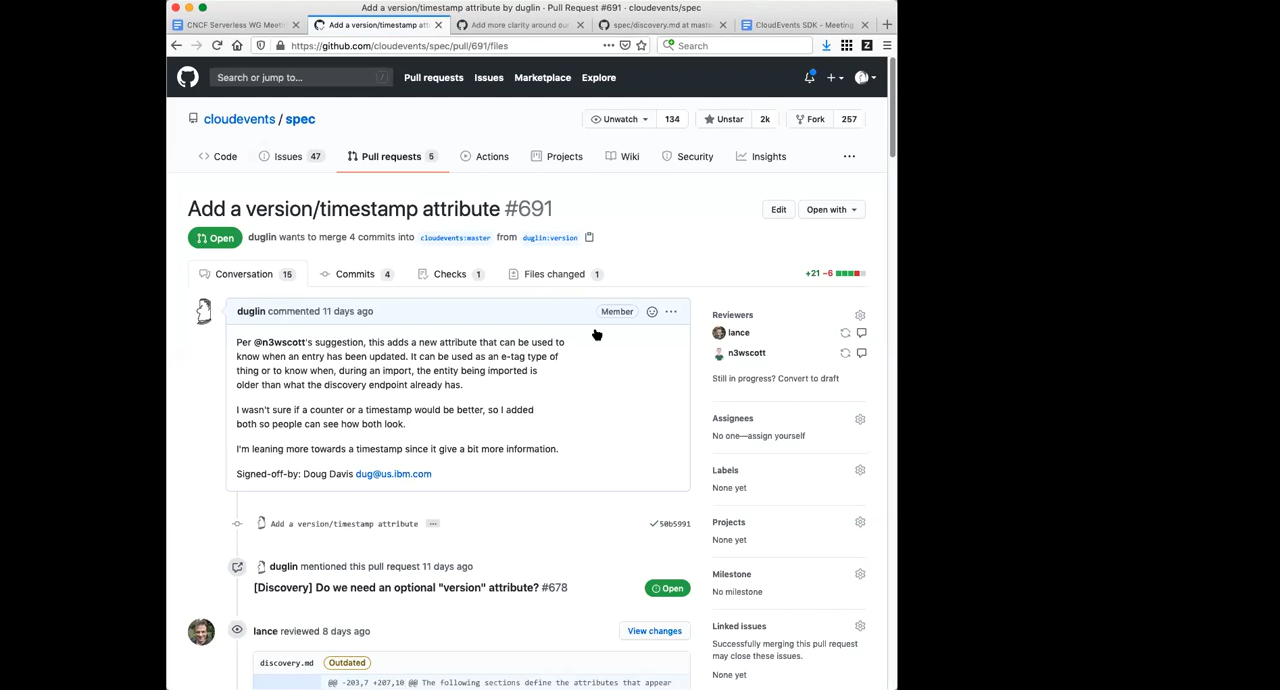 Add a version/timestamp attribute by duglin · Pull Request #691 · cloudevents/spec
CNCF Serverless WG Meeti
Add a version/timestamp att
Add more clarity around our
spec/discovery.md at maste
CloudEvents SDK - Meeting
https://github.com/cloudevents/spec/pull/691/files
Search
Search or jump to...
/
Pull requests
Issues
Marketplace
Explore
cloudevents / spec
Unwatch
134
Unstar
2k
Fork
257
Code
Issues 47
Pull requests 5
Actions
Projects
Wiki
Security
Insights
Add a version/timestamp attribute #691
Edit
Open with
Open
duglin wants to merge 4 commits into cloudevents:master from duglin:version
Conversation 15
Commits 4
Checks 1
Files changed 1
+21 −6
duglin commented 11 days ago
Member
Per @n3wscott's suggestion, this adds a new attribute that can be used to
know when an entry has been updated. It can be used as an e-tag type of
thing or to know when, during an import, the entity being imported is
older than what the discovery endpoint already has.
I wasn't sure if a counter or a timestamp would be better, so I added
both so people can see how both look.
I'm leaning more towards a timestamp since it give a bit more information.
Signed-off-by: Doug Davis dug@us.ibm.com
Add a version/timestamp attribute
50b5991
duglin mentioned this pull request 11 days ago
[Discovery] Do we need an optional "version" attribute? #678
Open
lance reviewed 8 days ago
View changes
discovery.md
Outdated
@@ -203,7 +207,10 @@ The following sections define the attributes that appear
Reviewers
lance
n3wscott
Still in progress? Convert to draft
Assignees
No one—assign yourself
Labels
None yet
Projects
None yet
Milestone
No milestone
Linked issues
Successfully merging this pull request
may close these issues.
None yet